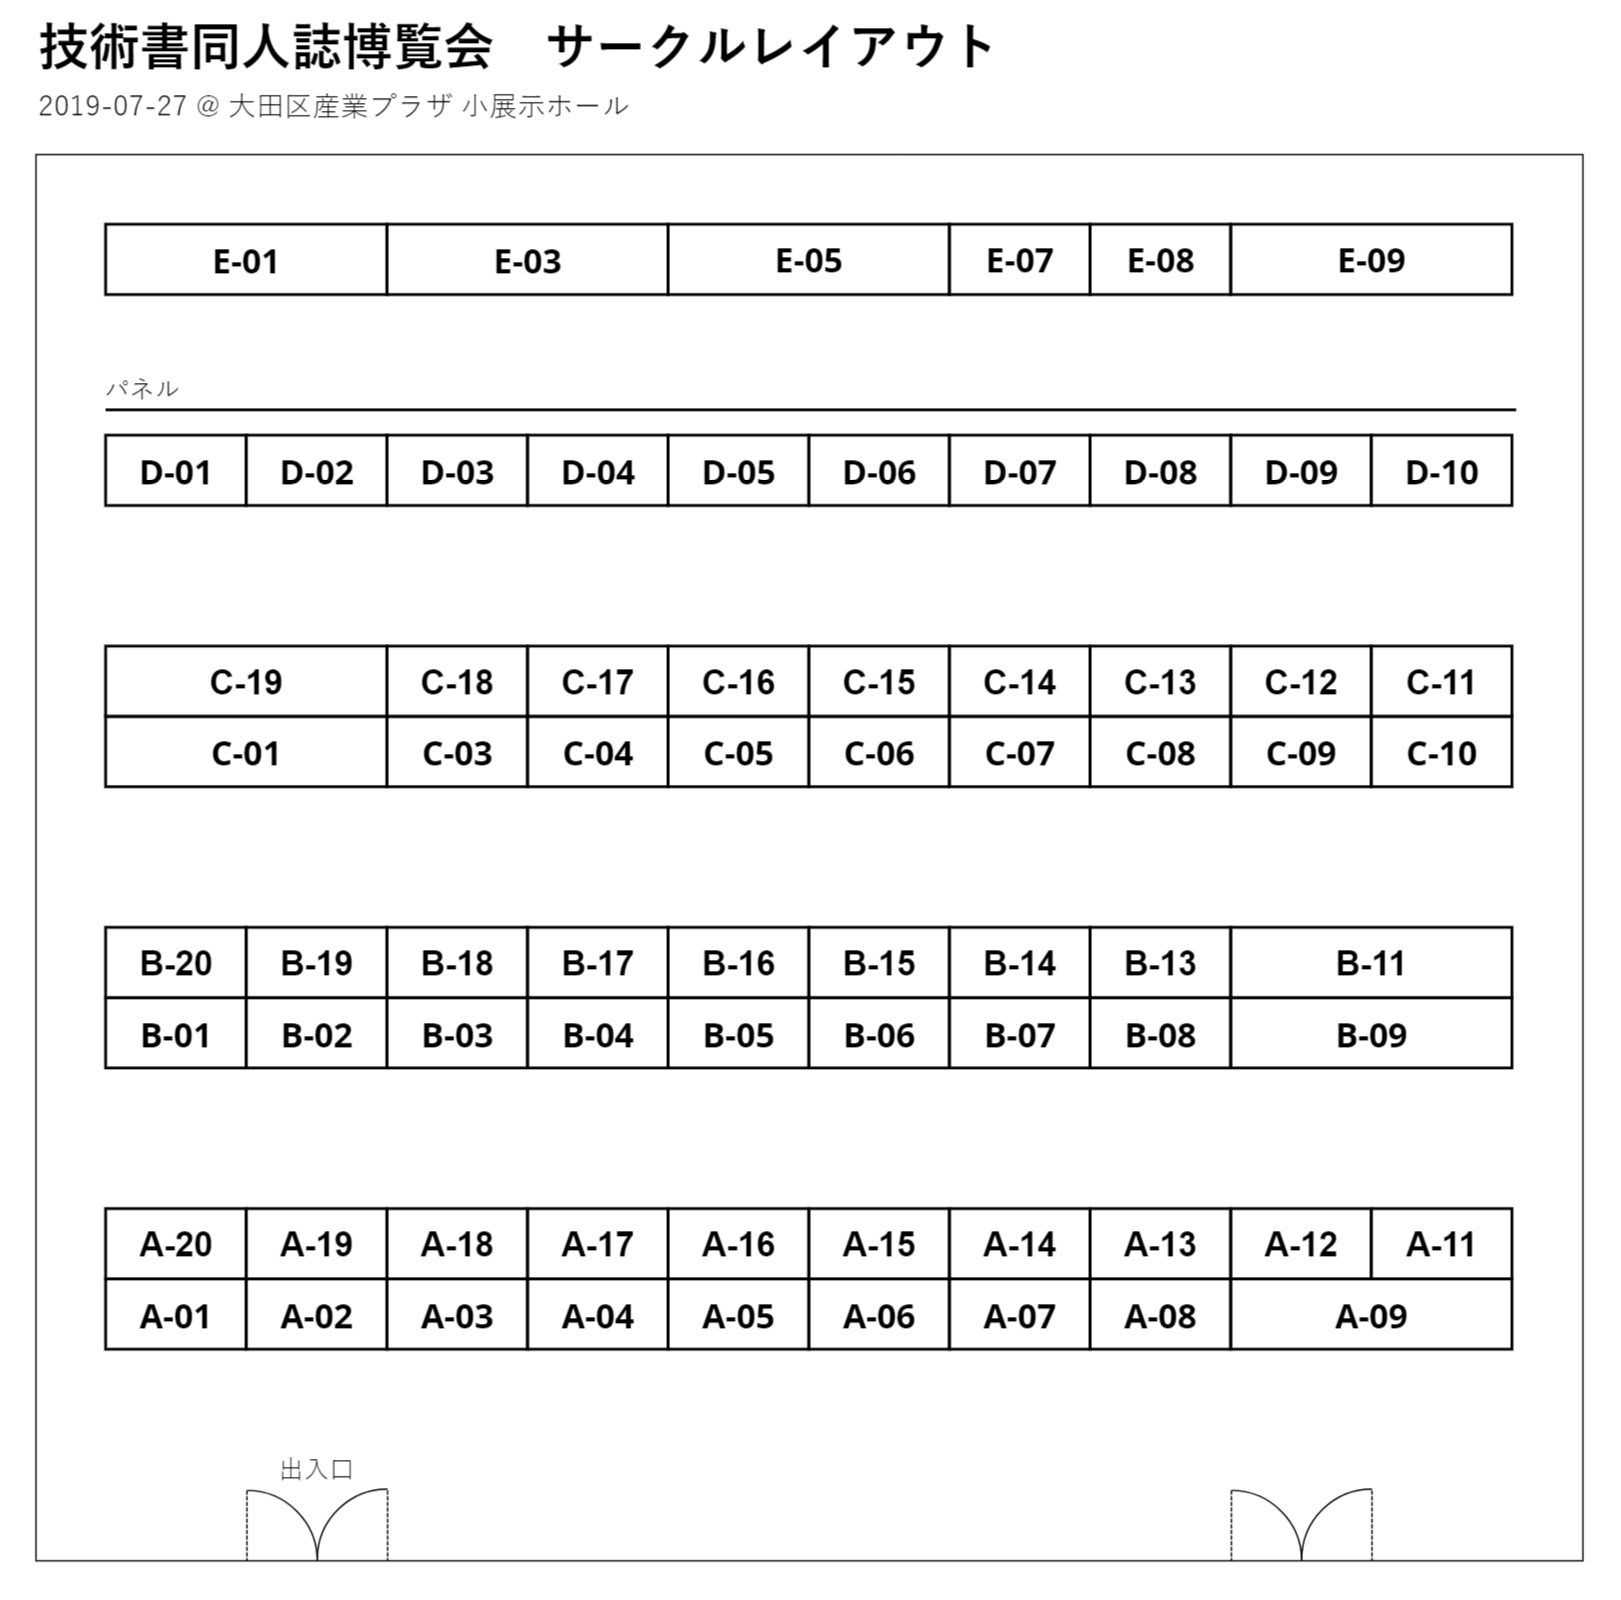 技術書同人誌博覧会　サークルレイアウト
2019-07-27 @ 大田区産業プラザ 小展示ホール
E-01 E-03 E-05 E-07 E-08 E-09
パネル
D-01 D-02 D-03 D-04 D-05 D-06 D-07 D-08 D-09 D-10
C-19 C-18 C-17 C-16 C-15 C-14 C-13 C-12 C-11
C-01 C-03 C-04 C-05 C-06 C-07 C-08 C-09 C-10
B-20 B-19 B-18 B-17 B-16 B-15 B-14 B-13 B-11
B-01 B-02 B-03 B-04 B-05 B-06 B-07 B-08 B-09
A-20 A-19 A-18 A-17 A-16 A-15 A-14 A-13 A-12 A-11
A-01 A-02 A-03 A-04 A-05 A-06 A-07 A-08 A-09
出入口